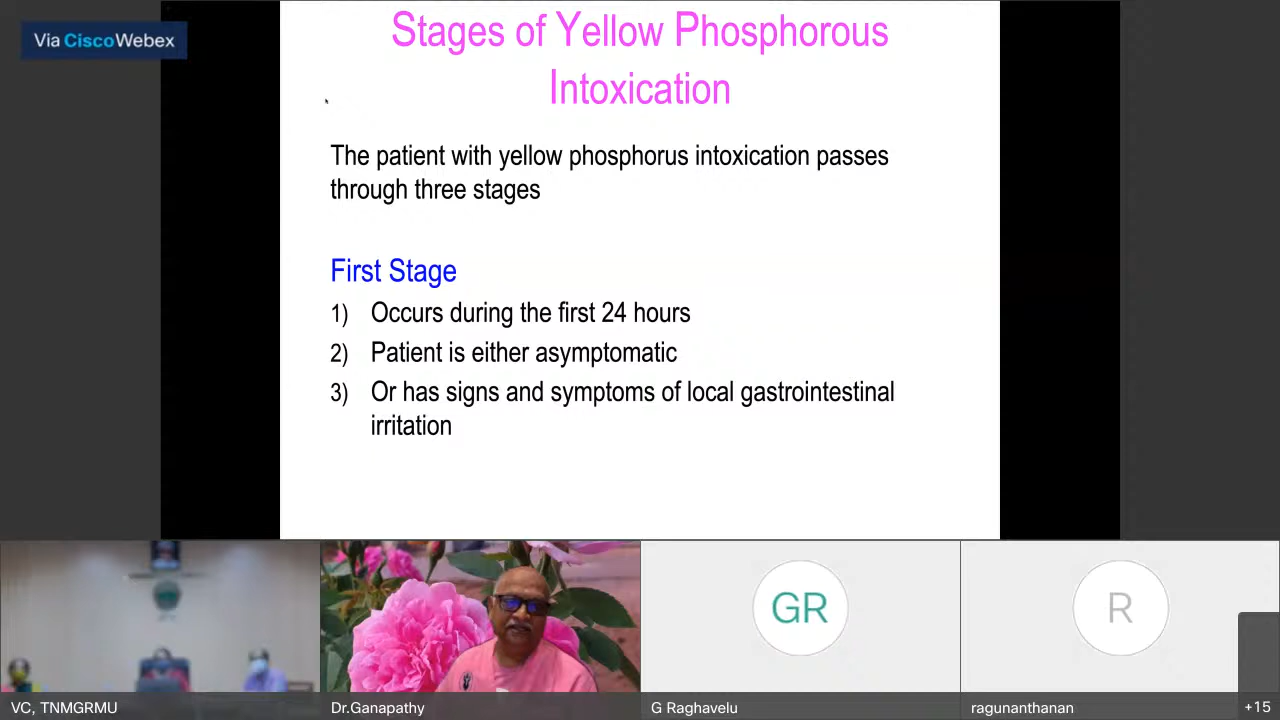 Via Cisco Webex
Stages of Yellow Phosphorous
Intoxication
The patient with yellow phosphorus intoxication passes
through three stages
First Stage
1) Occurs during the first 24 hours
2) Patient is either asymptomatic
3) Or has signs and symptoms of local gastrointestinal
irritation
GR
R
VC, TNMGRMU
Dr.Ganapathy
G Raghavelu
ragunanthanan
+15